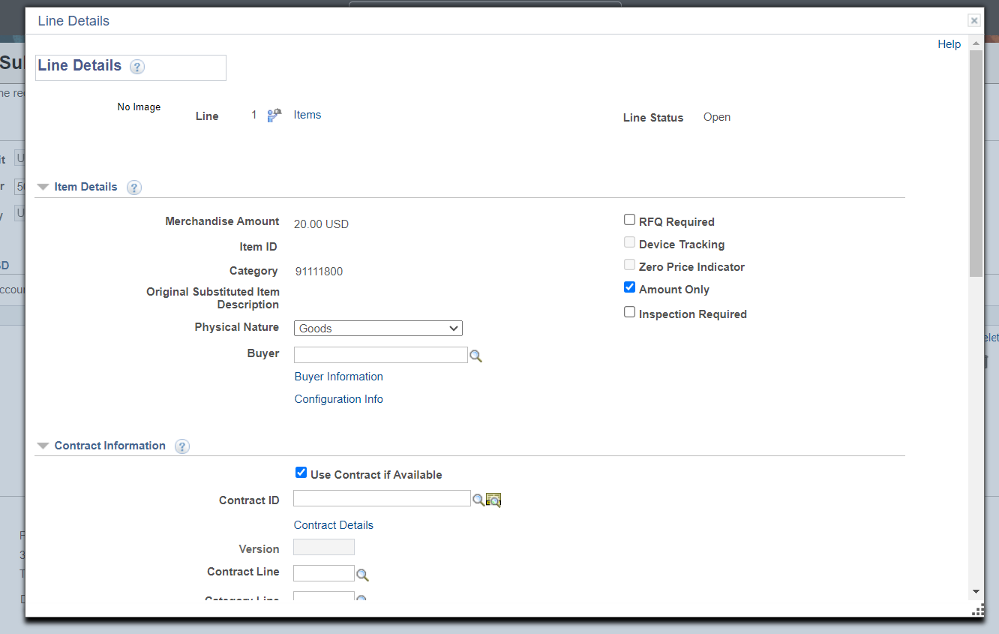 Line Details
Help
Line Details ?
No Image
Line 1 Items
Line Status Open
Item Details ?
Merchandise Amount 20.00 USD
RFQ Required
Item ID
Device Tracking
Category 91111800
Zero Price Indicator
Original Substituted Item
Description
Amount Only
Physical Nature Goods
Inspection Required
Buyer
Buyer Information
Configuration Info
Contract Information ?
Use Contract if Available
Contract ID
Contract Details
Version
Contract Line
Category Line